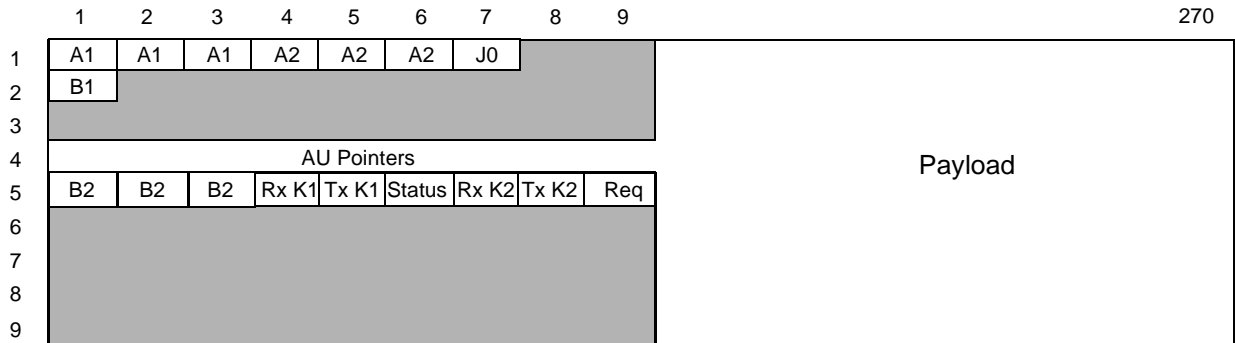 1 2 3 4 5 6 7 8 9 270
1 A1 A1 A1 A2 A2 A2 J0
2 B1
3
4 AU Pointers Payload
5 B2 B2 B2 Rx K1 Tx K1 Status Rx K2 Tx K2 Req
6
7
8
9